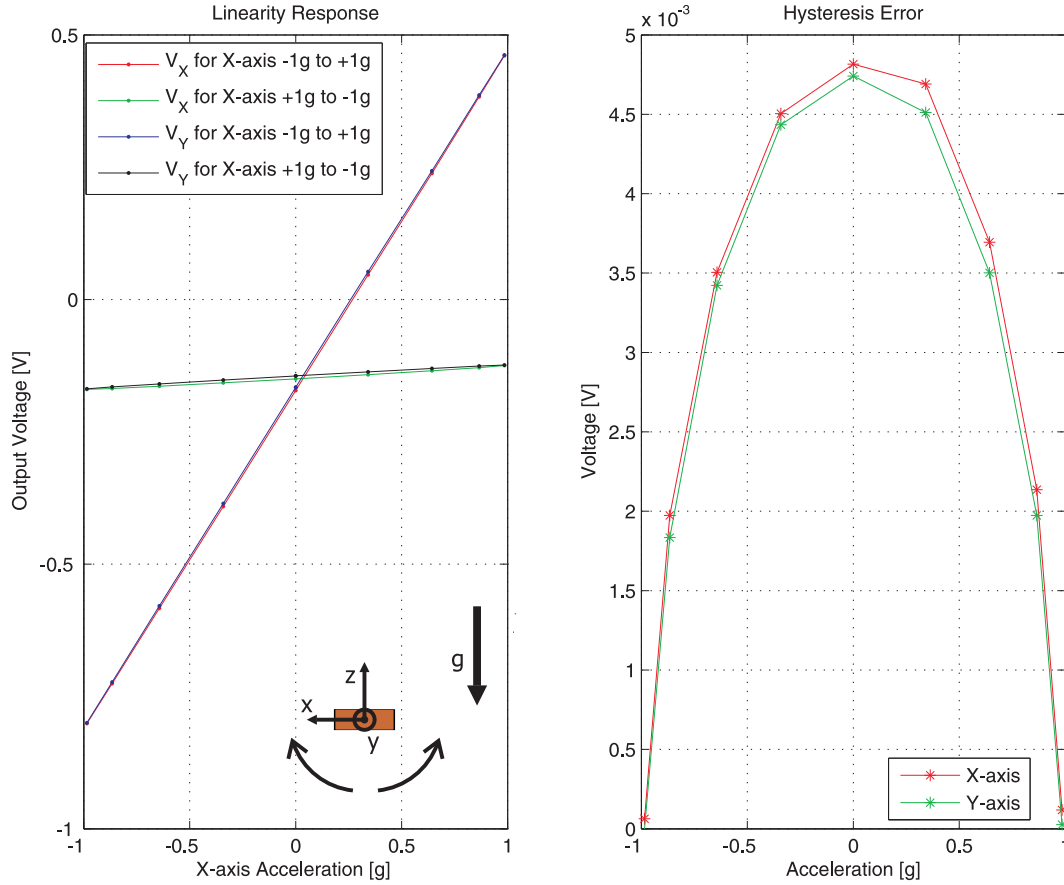 Linearity Response
0.5
0
-0.5
-1
-1
-0.5
0
0.5
1
Output Voltage [V]
X-axis Acceleration [g]
V_X for X-axis -1g to +1g
V_X for X-axis +1g to -1g
V_Y for X-axis -1g to +1g
V_Y for X-axis +1g to -1g
g
z
x
y
Hysteresis Error
x 10^-3
5
4.5
4
3.5
3
2.5
2
1.5
1
0.5
0
-1
-0.5
0
0.5
1
Voltage [V]
Acceleration [g]
X-axis
Y-axis